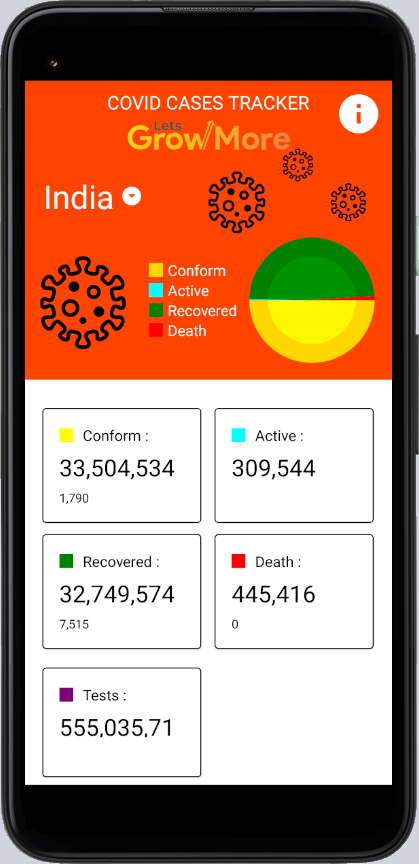 COVID CASES TRACKER
Lets
GrowMore
India
Conform
Active
Recovered
Death
Conform :
33,504,534
1,790
Active :
309,544
Recovered :
32,749,574
7,515
Death :
445,416
0
Tests :
555,035,71